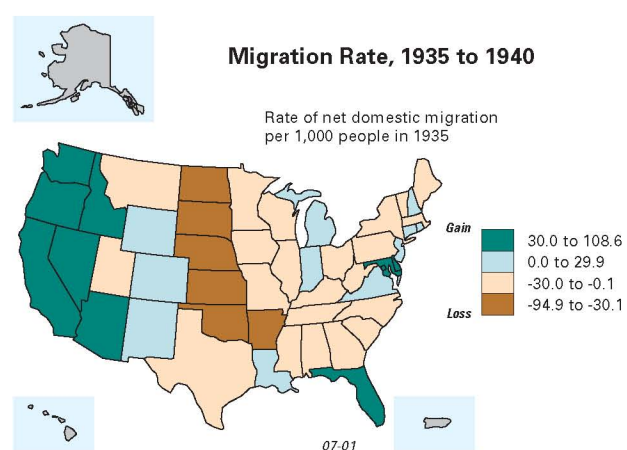 Migration Rate, 1935 to 1940
Rate of net domestic migration
per 1,000 people in 1935
Gain
30.0 to 108.6
0.0 to 29.9
-30.0 to -0.1
-94.9 to -30.1
Loss
07-01